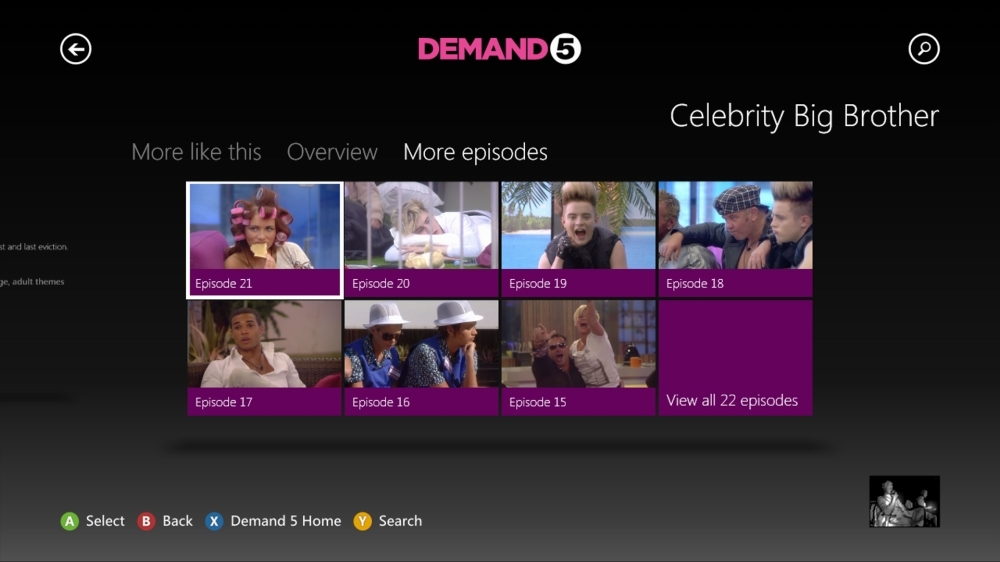 DEMAND 5
Celebrity Big Brother
More like this Overview More episodes
st and last eviction.
ge, adult themes
Episode 21 Episode 20 Episode 19 Episode 18
Episode 17 Episode 16 Episode 15 View all 22 episodes
A Select B Back X Demand 5 Home Y Search